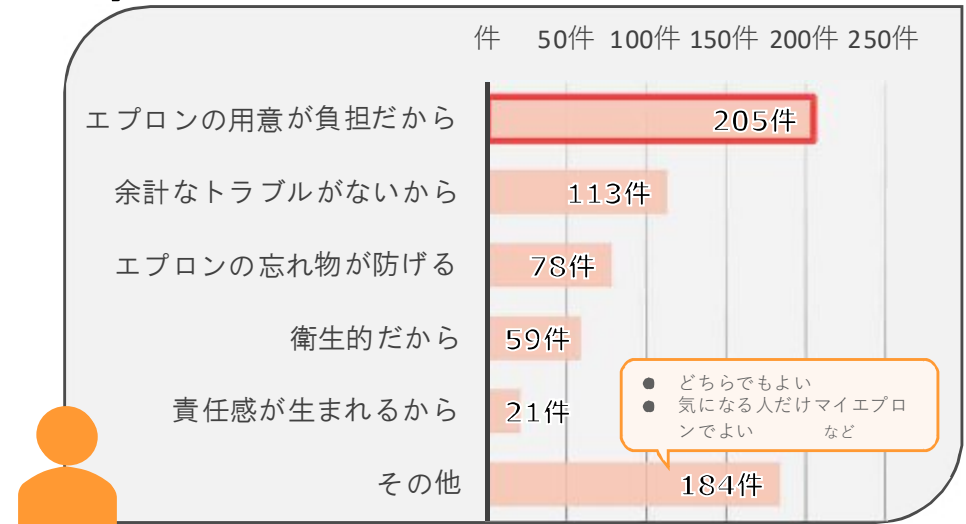 件 50件 100件 150件 200件 250件
エプロンの用意が負担だから 205件
余計なトラブルがないから 113件
エプロンの忘れ物が防げる 78件
衛生的だから 59件
● どちらでもよい
● 気になる人だけマイエプロ
ンでよい など
責任感が生まれるから 21件
その他 184件